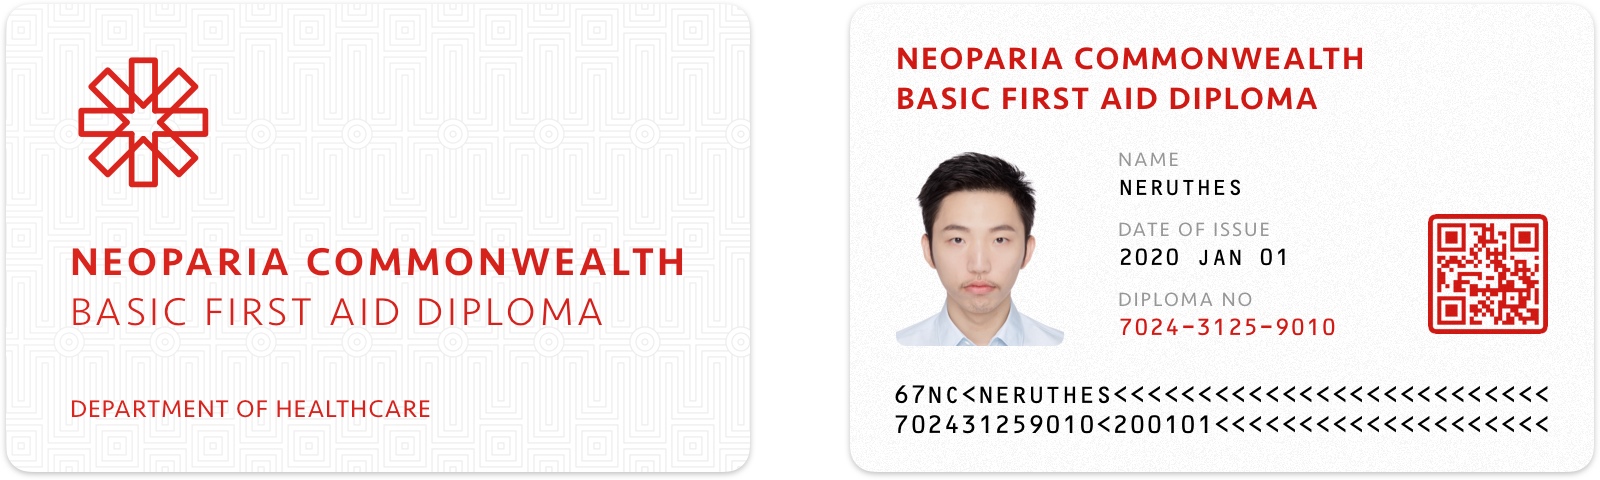 NEOPARIA COMMONWEALTH
BASIC FIRST AID DIPLOMA
DEPARTMENT OF HEALTHCARE
NEOPARIA COMMONWEALTH
BASIC FIRST AID DIPLOMA
NAME
NERUTHES
DATE OF ISSUE
2020 JAN 01
DIPLOMA NO
7024-3125-9010
67NC<NERUTHES<<<<<<<<<<<<<<<<<<<<<<<<<<
702431259010<200101<<<<<<<<<<<<<<<<<<<<